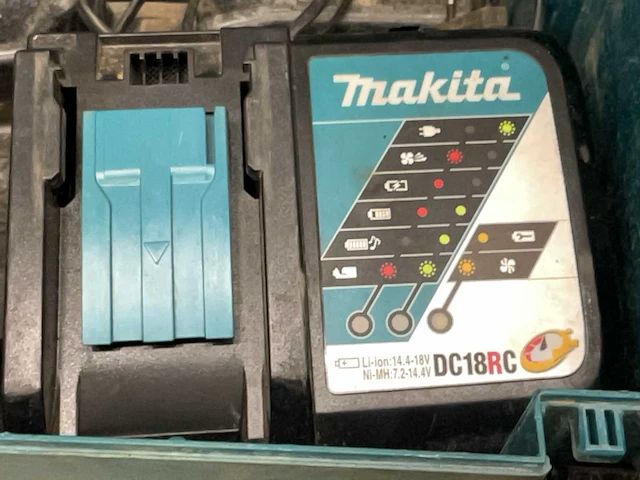 makita
Li-ion:14.4-18V
Ni-MH:7.2-14.4V
DC18RC